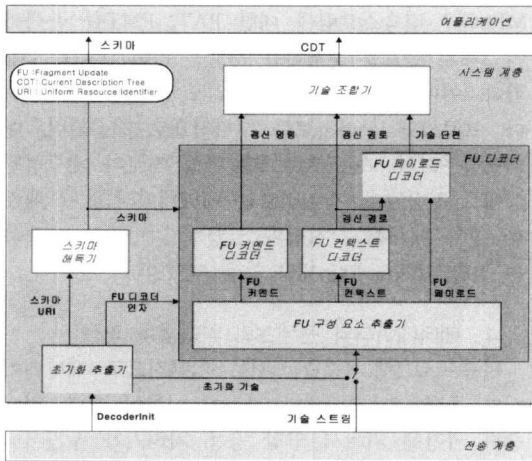 어플리케이션
스키마
CDT
FU :Fragment Update
CDT: Current Description Tree
URI : Uniform Resource Identifier
시스템 계층
기술 조합기
갱신 명령
갱신 경로
기술 단편
FU 디코더
FU 페이로드
디코더
스키마
갱신 경로
스키마
해독기
FU 커맨드
디코더
FU 컨텍스트
디코더
스키마
URI
FU 디코더
인자
FU
커맨드
FU
컨텍스트
FU
페이로드
FU 구성 요소 추출기
초기화 추출기
초기화 기술
DecoderInit
기술 스트림
전송 계층